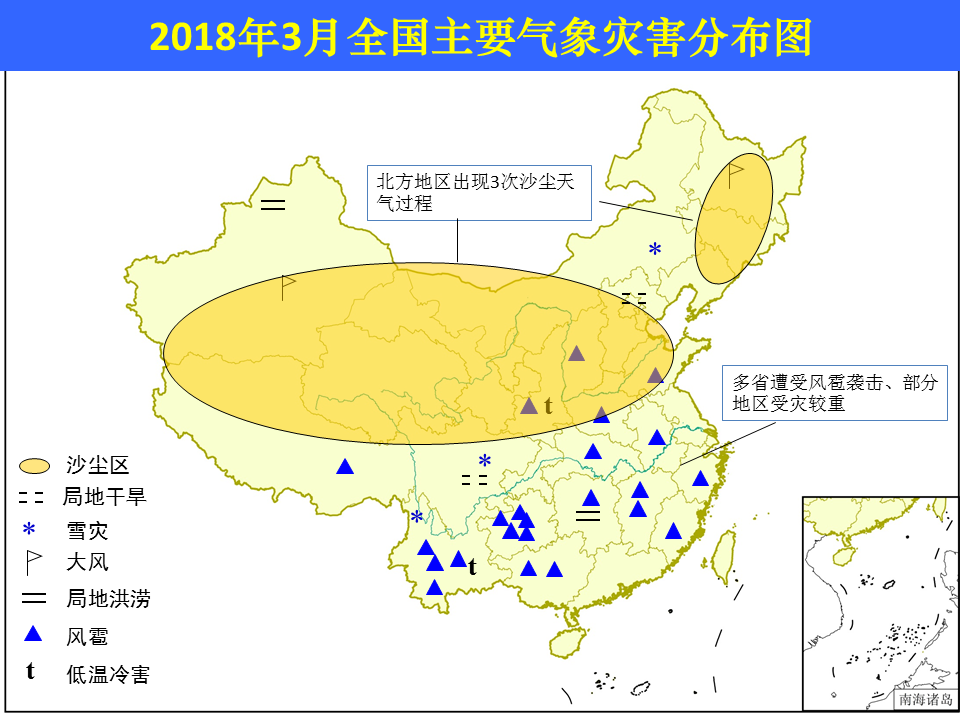 2018年3月全国主要气象灾害分布图
北方地区出现3次沙尘天
气过程
多省遭受风雹袭击、部分
地区受灾较重
t
t
沙尘区
局地干旱
雪灾
大风
局地洪涝
风雹
t 低温冷害
南海诸岛